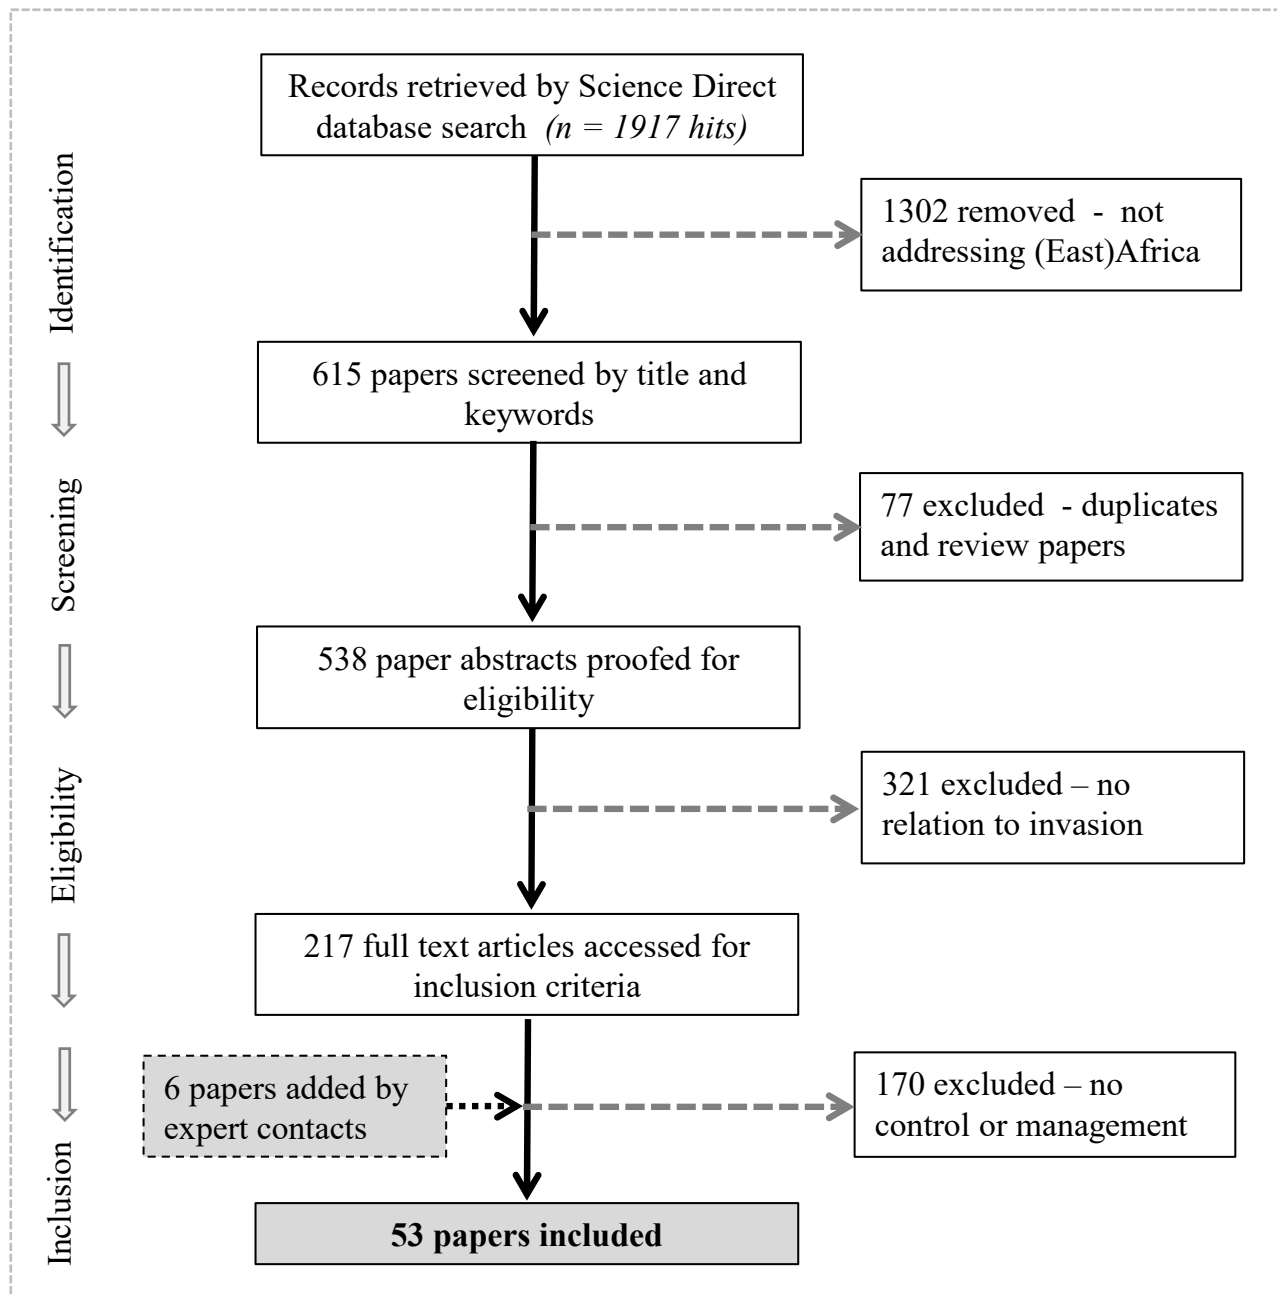 Records retrieved by Science Direct
database search (n = 1917 hits)
Identification
1302 removed - not
addressing (East)Africa
615 papers screened by title and
keywords
Screening
77 excluded - duplicates
and review papers
538 paper abstracts proofed for
eligibility
Eligibility
321 excluded – no
relation to invasion
217 full text articles accessed for
inclusion criteria
6 papers added by
expert contacts
170 excluded – no
control or management
Inclusion
53 papers included